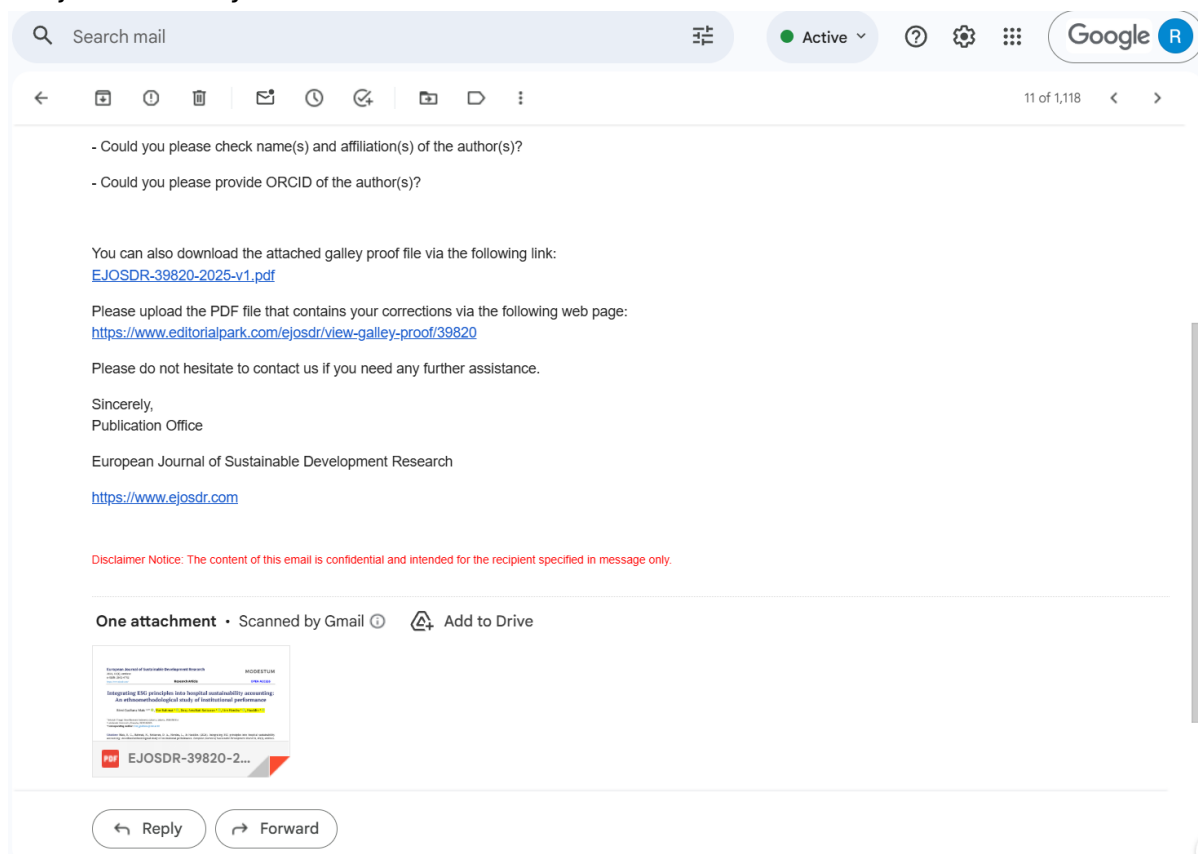 Search mail
Active
Google R
11 of 1,118
- Could you please check name(s) and affiliation(s) of the author(s)?
- Could you please provide ORCID of the author(s)?
You can also download the attached galley proof file via the following link:
EJOSDR-39820-2025-v1.pdf
Please upload the PDF file that contains your corrections via the following web page:
https://www.editorialpark.com/ejosdr/view-galley-proof/39820
Please do not hesitate to contact us if you need any further assistance.
Sincerely,
Publication Office
European Journal of Sustainable Development Research
https://www.ejosdr.com
Disclaimer Notice: The content of this email is confidential and intended for the recipient specified in message only.
One attachment • Scanned by Gmail Add to Drive
European Journal of Sustainable Development Research
MODESTUM
Research Article
OPEN ACCESS
Integrating ESG principles into hospital sustainability accounting:
An ethnomethodological study of institutional performance
PDF EJOSDR-39820-2...
Reply Forward